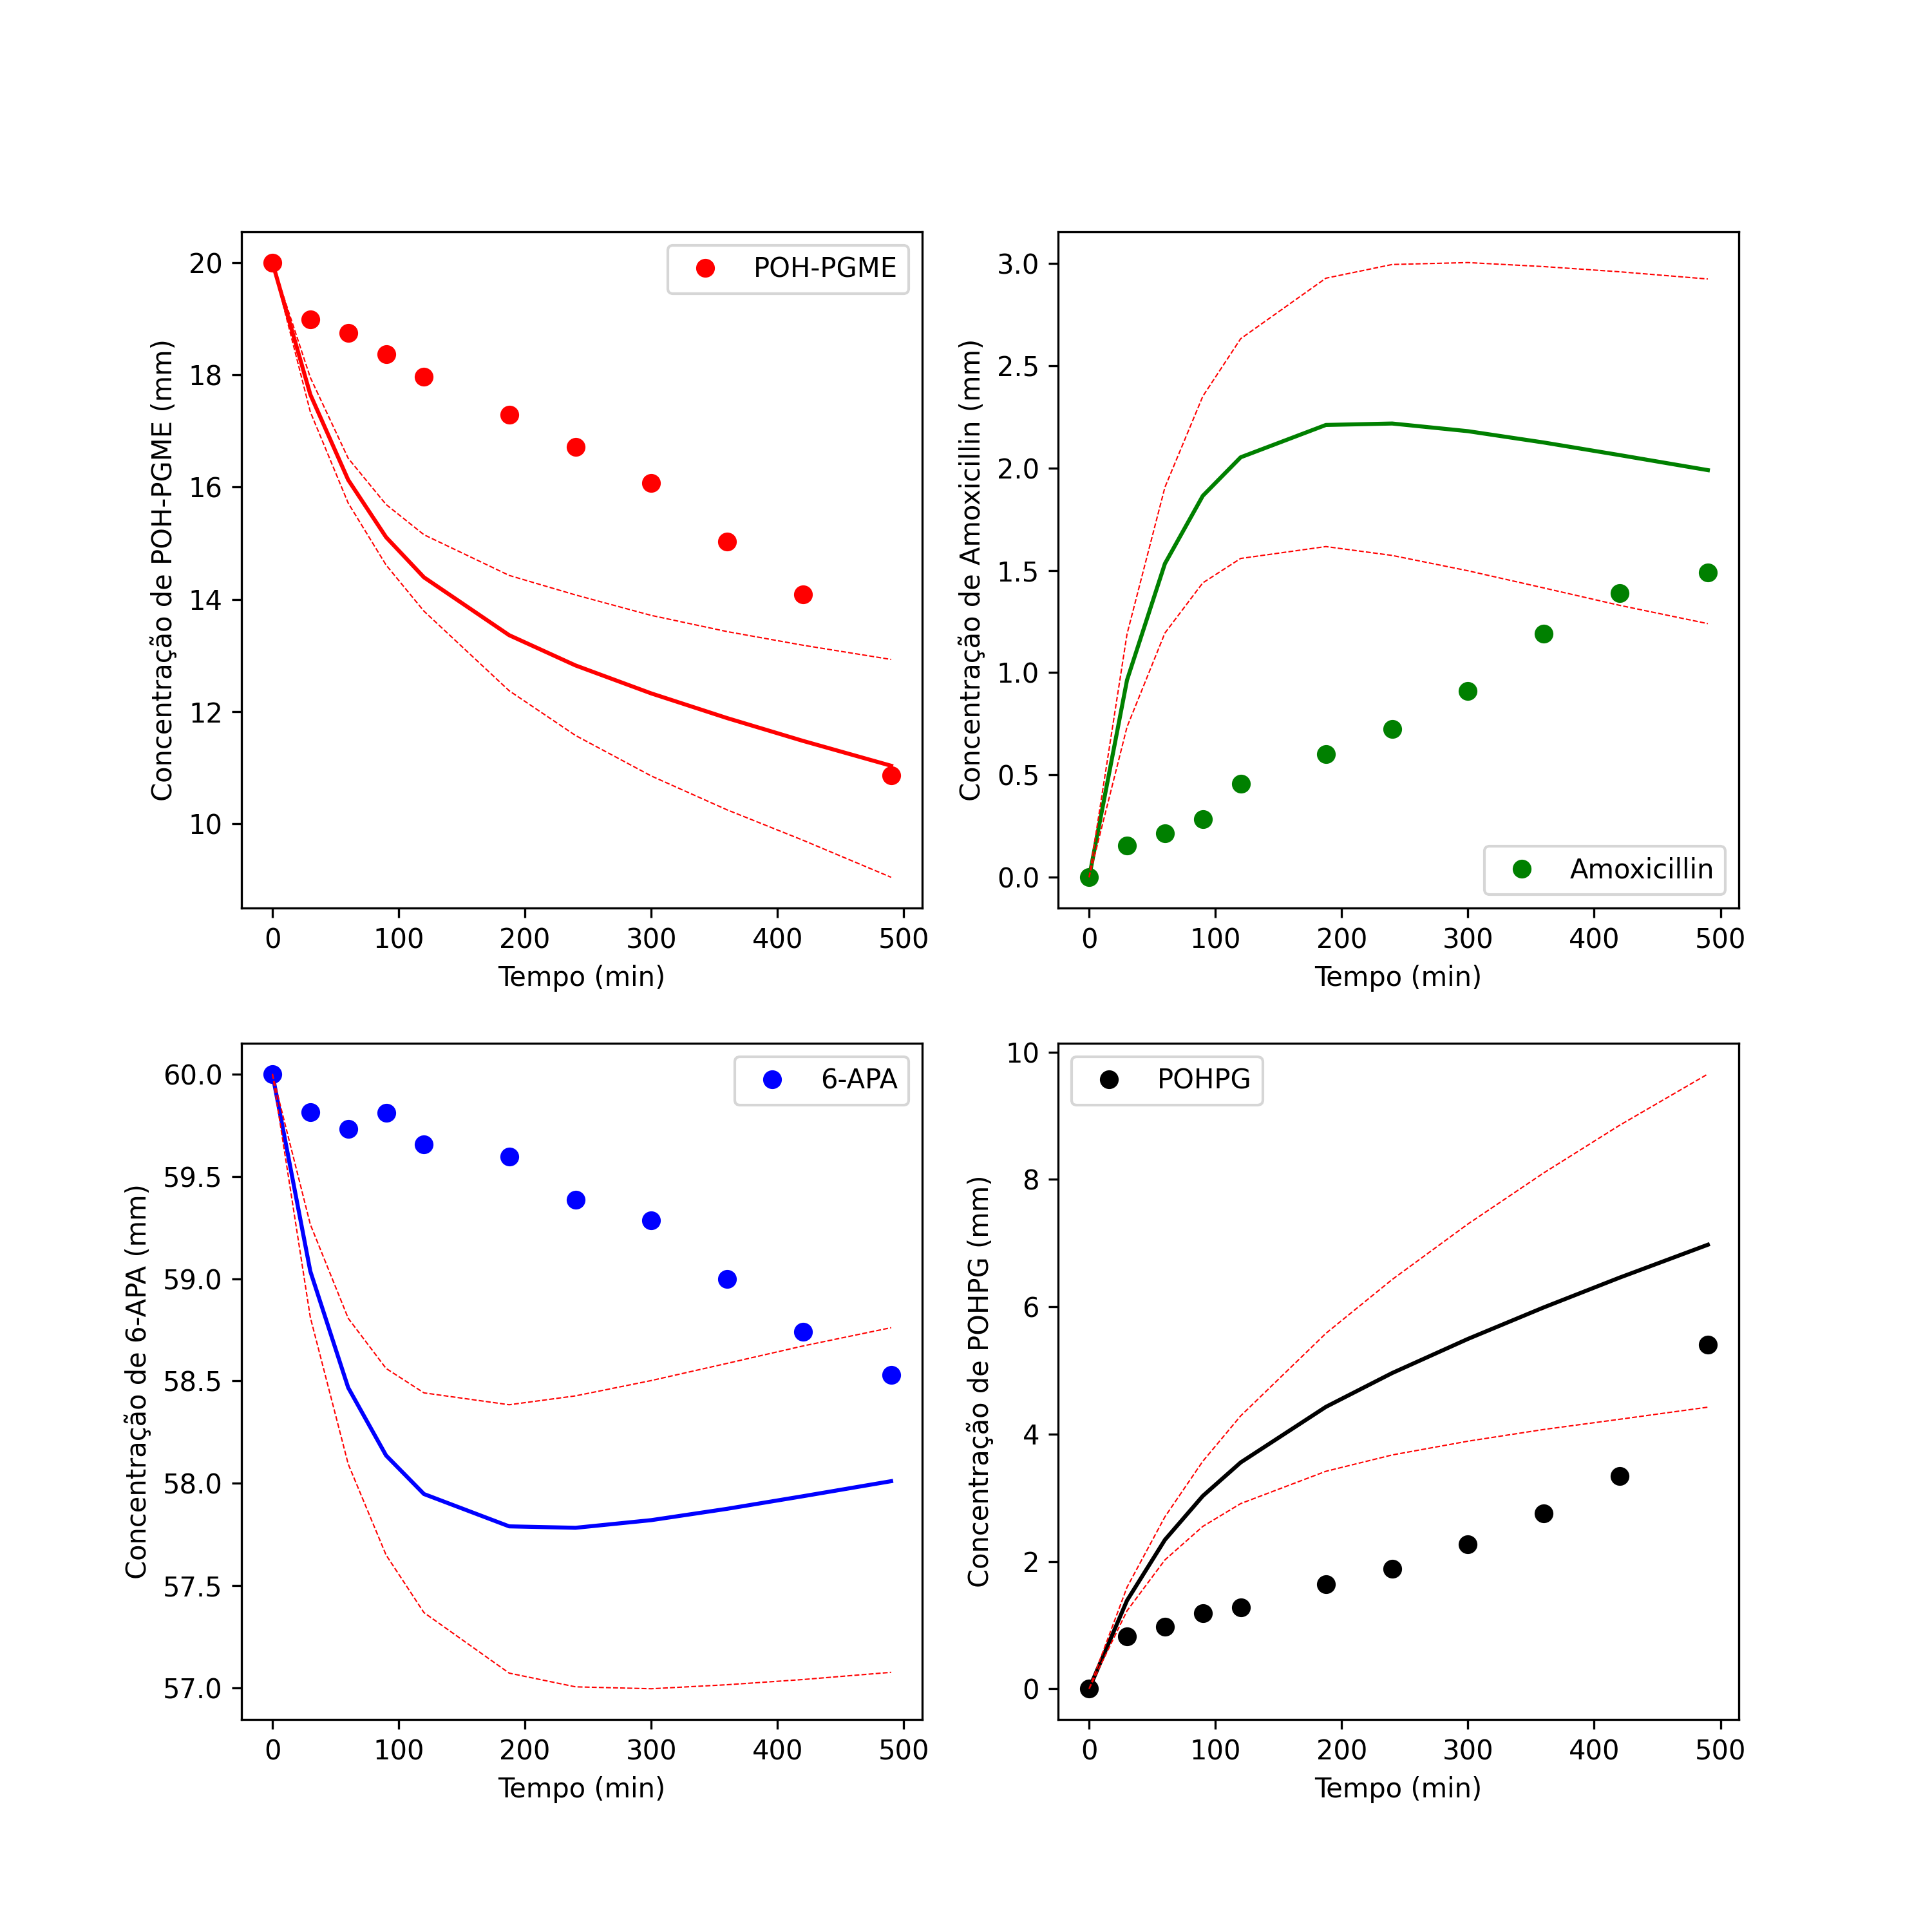 POH-PGME
Concentração de POH-PGME (mm)
20
18
16
14
12
10
0 100 200 300 400 500
Tempo (min)
Amoxicillin
Concentração de Amoxicillin (mm)
3.0
2.5
2.0
1.5
1.0
0.5
0.0
0 100 200 300 400 500
Tempo (min)
6-APA
Concentração de 6-APA (mm)
60.0
59.5
59.0
58.5
58.0
57.5
57.0
0 100 200 300 400 500
Tempo (min)
POHPG
Concentração de POHPG (mm)
10
8
6
4
2
0
0 100 200 300 400 500
Tempo (min)